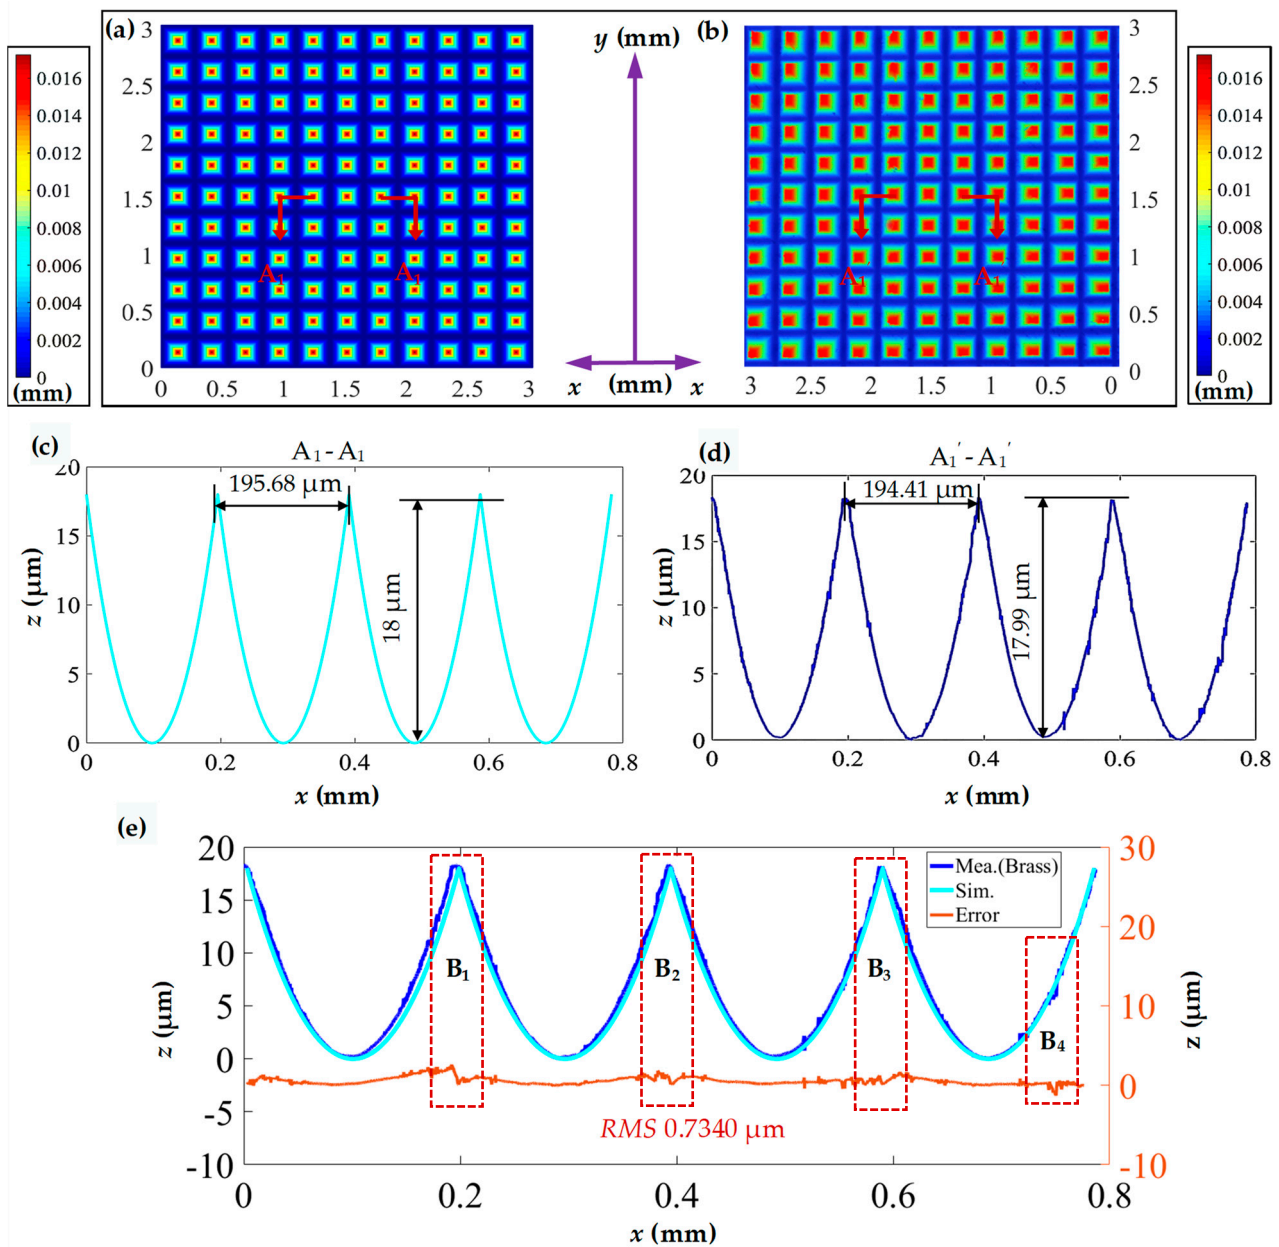 (a)
3
2.5
2
1.5
1
0.5
0
0 0.5 1 1.5 2 2.5 3
A1 A1
0.016
0.014
0.012
0.01
0.008
0.006
0.004
0.002
0
(mm)
y (mm)
x (mm) x
(b)
3
2.5
2
1.5
1
0.5
0
3 2.5 2 1.5 1 0.5 0
A1 A1
0.016
0.014
0.012
0.01
0.008
0.006
0.004
0.002
0
(mm)
(c)
A1 - A1
195.68 μm
18 μm
20
15
10
5
0
z (μm)
0 0.2 0.4 0.6 0.8
x (mm)
(d)
A1′ - A1′
194.41 μm
17.99 μm
20
15
10
5
0
z (μm)
0 0.2 0.4 0.6 0.8
x (mm)
(e)
20
15
10
5
0
-5
-10
z (μm)
Mea.(Brass)
Sim.
Error
B1 B2 B3 B4
RMS 0.7340 μm
30
20
10
0
-10
z (μm)
0 0.2 0.4 0.6 0.8
x (mm)